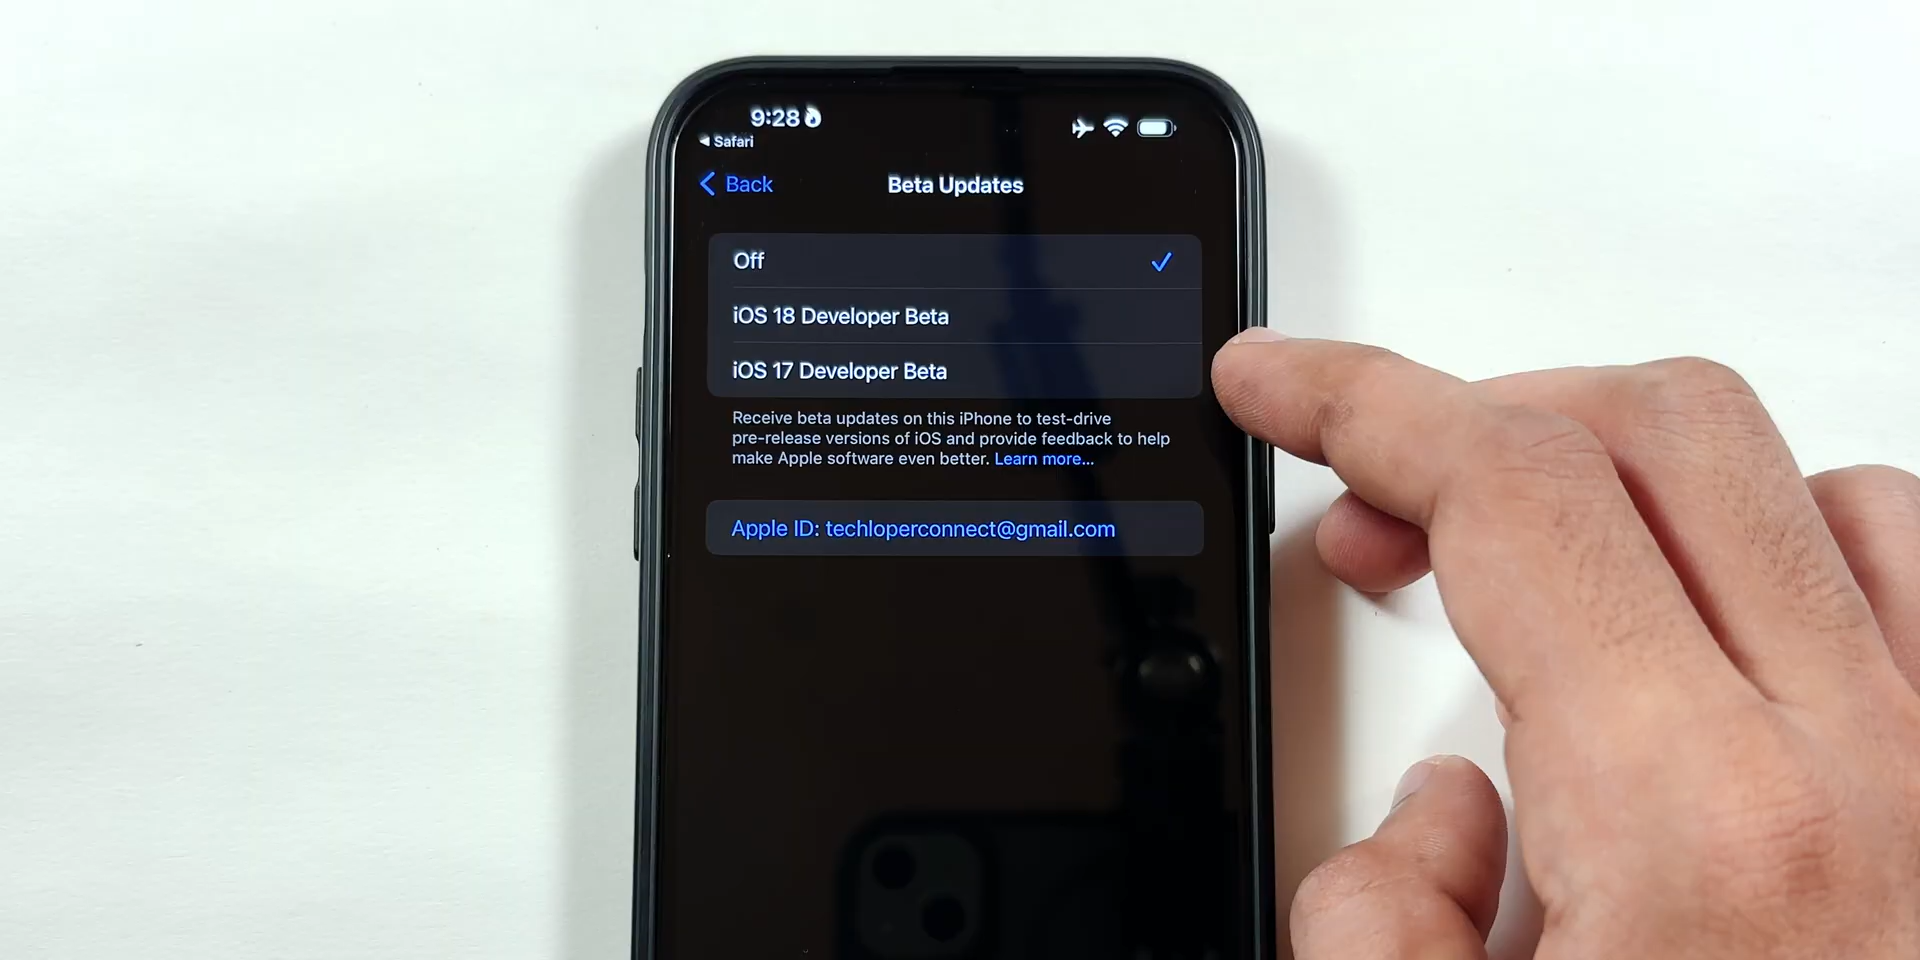 9:28
◀ Safari
Back
Beta Updates
Off
iOS 18 Developer Beta
iOS 17 Developer Beta
Receive beta updates on this iPhone to test-drive
pre-release versions of iOS and provide feedback to help
make Apple software even better. Learn more...
Apple ID: techloperconnect@gmail.com